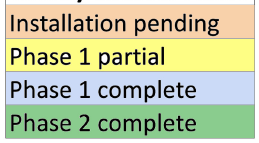 Installation pending
Phase 1 partial
Phase 1 complete
Phase 2 complete